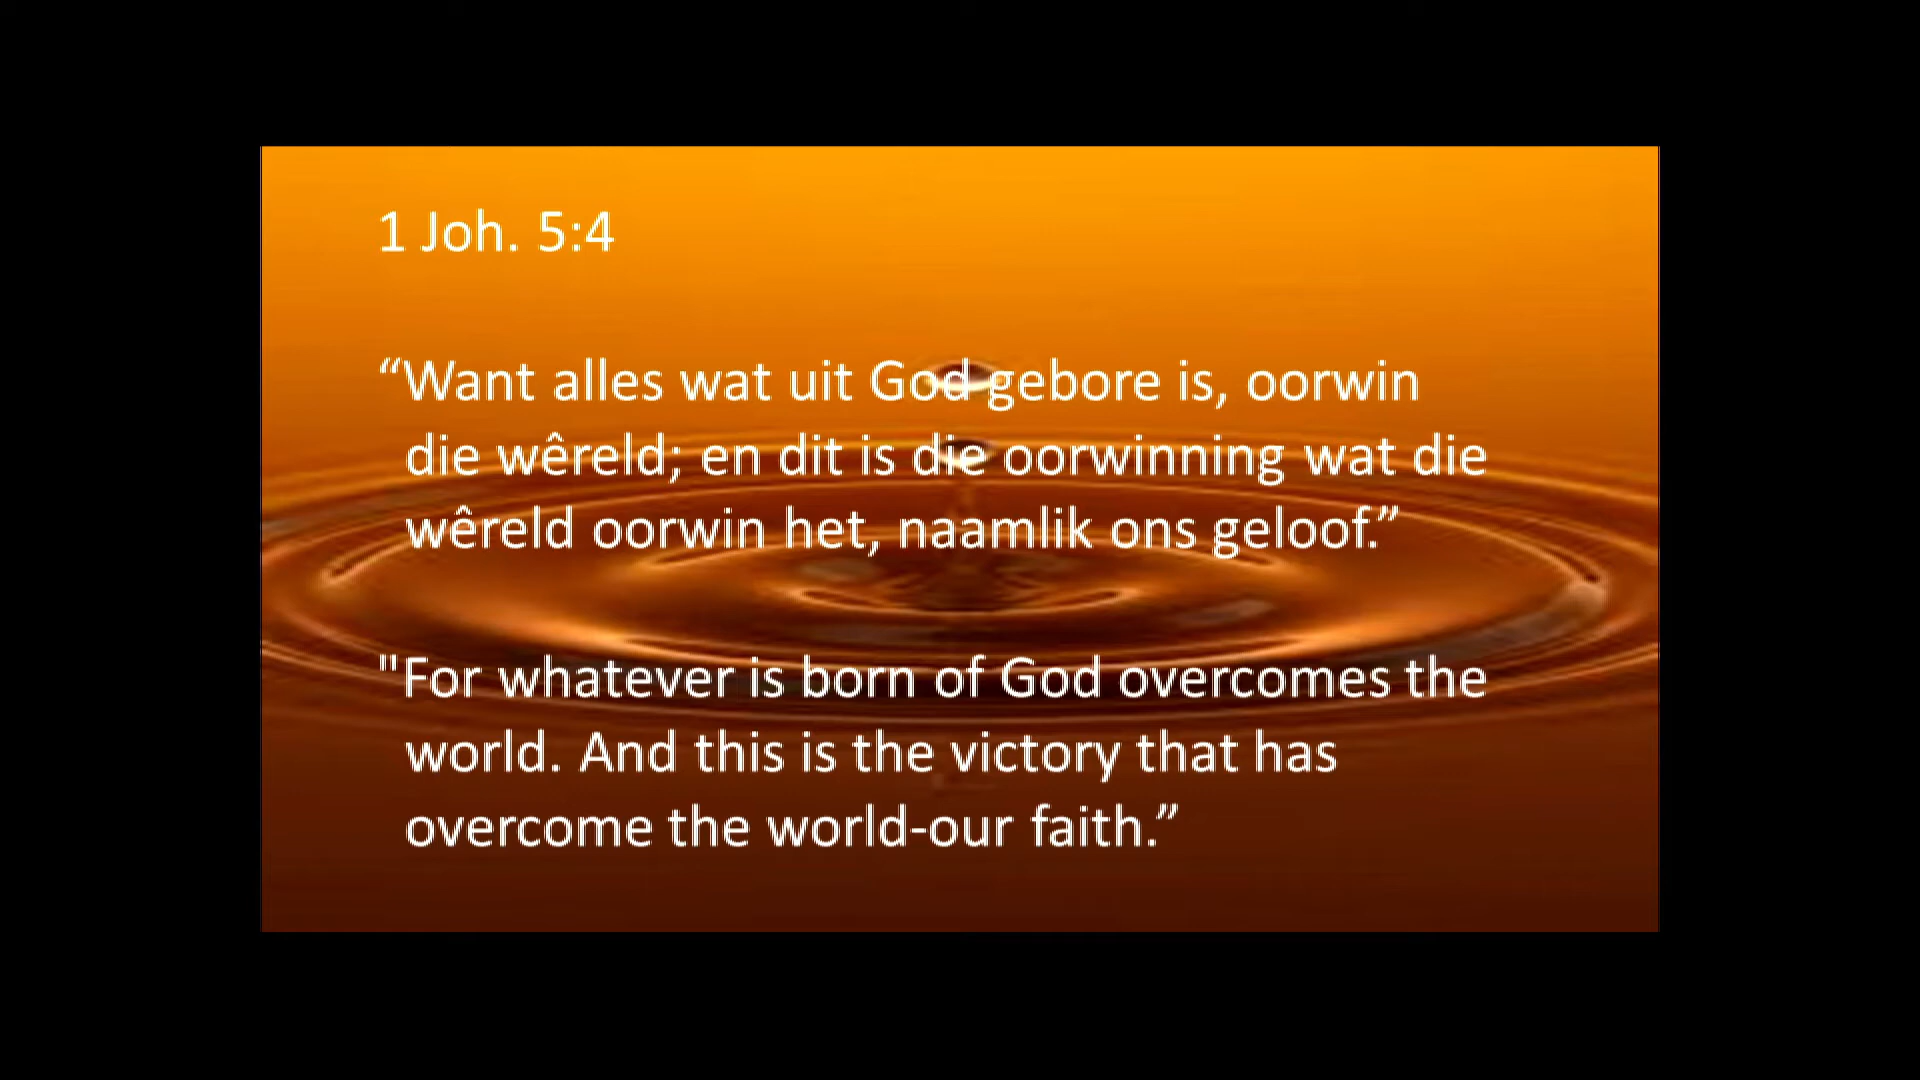 1 Joh. 5:4
“Want alles wat uit God gebore is, oorwin
die wêreld; en dit is die oorwinning wat die
wêreld oorwin het, naamlik ons geloof.”
"For whatever is born of God overcomes the
world. And this is the victory that has
overcome the world-our faith.”